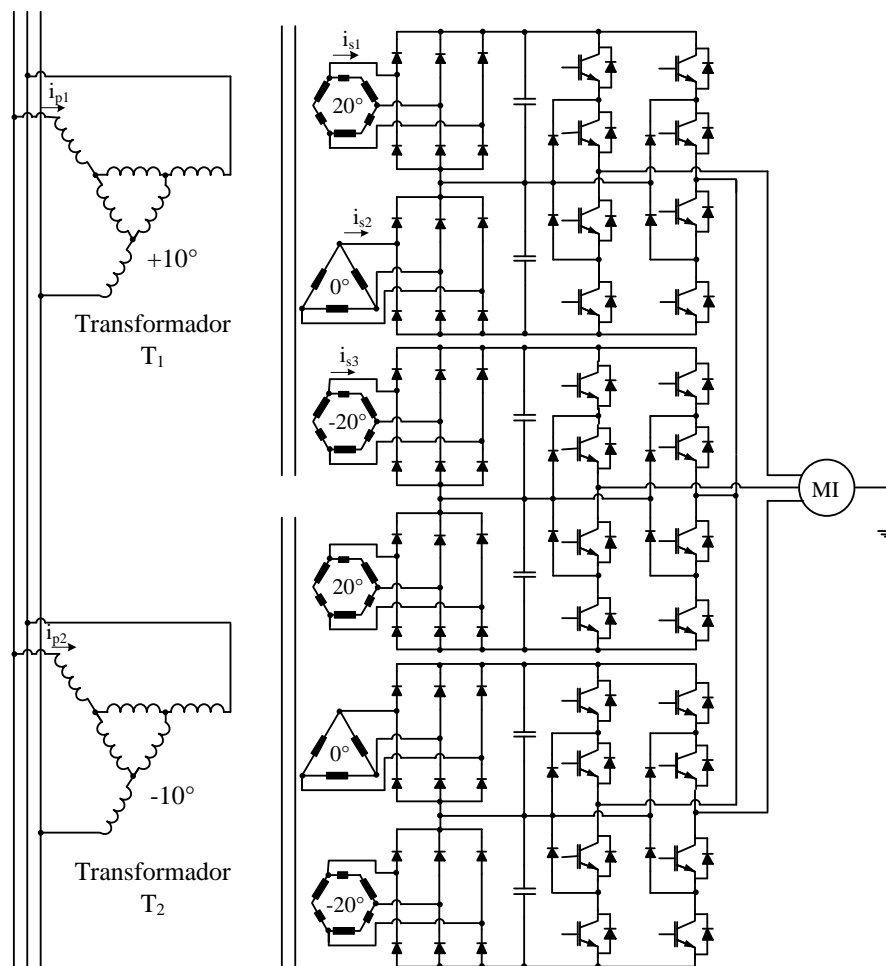 i_s1
20°
i_p1
i_s2
0°
+10°
Transformador
T_1
i_s3
-20°
MI
20°
i_p2
0°
-10°
Transformador
T_2
-20°